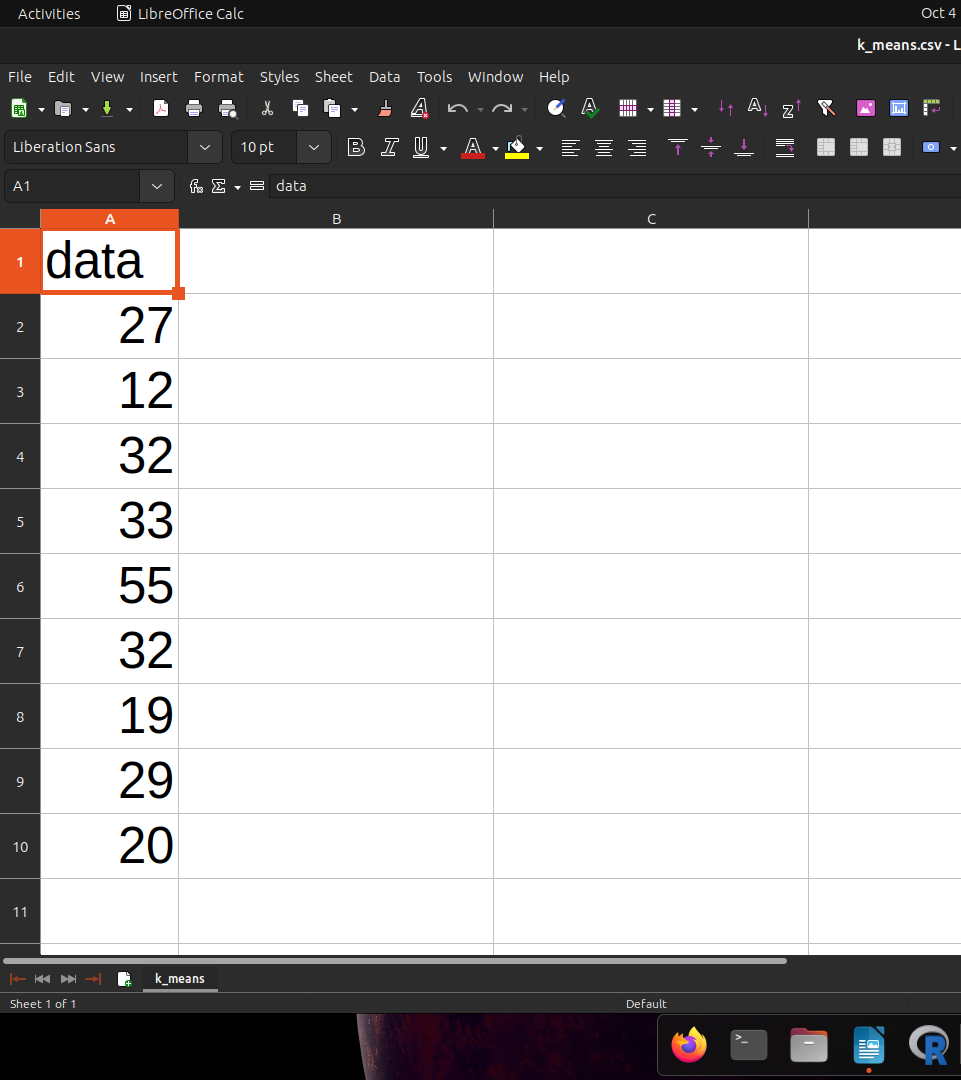 Activities LibreOffice Calc Oct 4
k_means.csv - L
File Edit View Insert Format Styles Sheet Data Tools Window Help
Liberation Sans 10 pt
A1 data
A B C
1 data
2 27
3 12
4 32
5 33
6 55
7 32
8 19
9 29
10 20
11
k_means
Sheet 1 of 1 Default